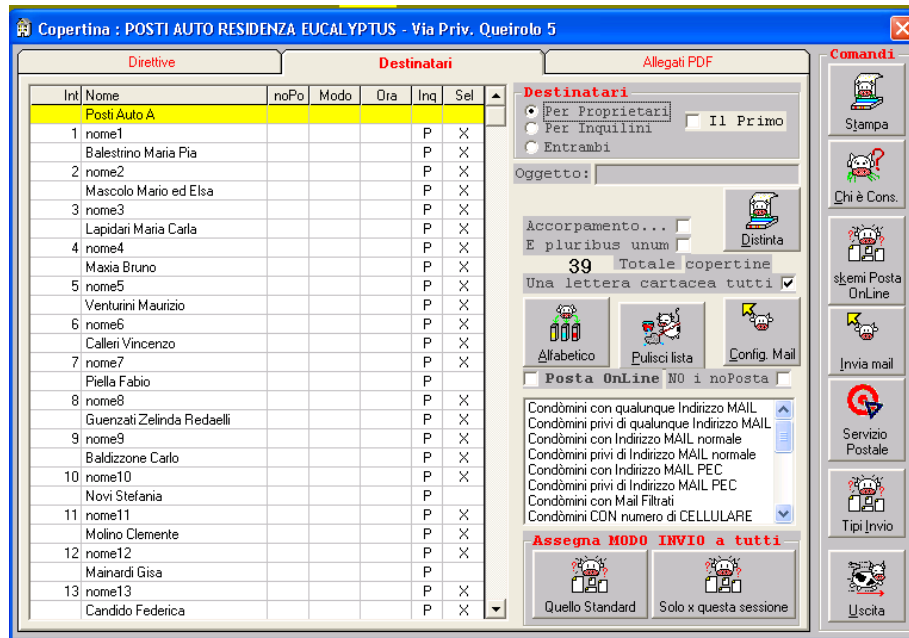 Copertina : POSTI AUTO RESIDENZA EUCALYPTUS - Via Priv. Queirolo 5
Direttive
Destinatari
Allegati PDF
Int Nome noPo Modo Ora Inq Sel
Posti Auto A
1 nome1 P X
Balestrino Maria Pia P X
2 nome2 P X
Mascolo Mario ed Elsa P X
3 nome3 P X
Lapidari Maria Carla P X
4 nome4 P X
Maxia Bruno P X
5 nome5 P X
Venturini Maurizio P X
6 nome6 P X
Calleri Vincenzo P X
7 nome7 P X
Piella Fabio P
8 nome8 P X
Guenzati Zelinda Redaelli P X
9 nome9 P X
Baldizzone Carlo P X
10 nome10 P X
Novi Stefania P
11 nome11 P X
Molino Clemente P X
12 nome12 P X
Mainardi Gisa P
13 nome13 P X
Candido Federica P X
Destinatari
Per Proprietari
Per Inquilini
Entrambi
Il Primo
Oggetto:
Accorpamento...
E pluribus unum
Distinta
39 Totale copertine
Una lettera cartacea tutti
Alfabetico
Pulisci lista
Config. Mail
Posta OnLine NO i noPosta
Condòmini con qualunque Indirizzo MAIL
Condòmini privi di qualunque Indirizzo MAIL
Condòmini con Indirizzo MAIL normale
Condòmini privi di Indirizzo MAIL normale
Condòmini con Indirizzo MAIL PEC
Condòmini privi di Indirizzo MAIL PEC
Condòmini con Mail Filtrati
Condòmini CON numero di CELLULARE
Assegna MODO INVIO a tutti
Quello Standard
Solo x questa sessione
Comandi
Stampa
Chi è Cons.
skemi Posta
OnLine
Invia mail
Servizio
Postale
Tipi Invio
Uscita